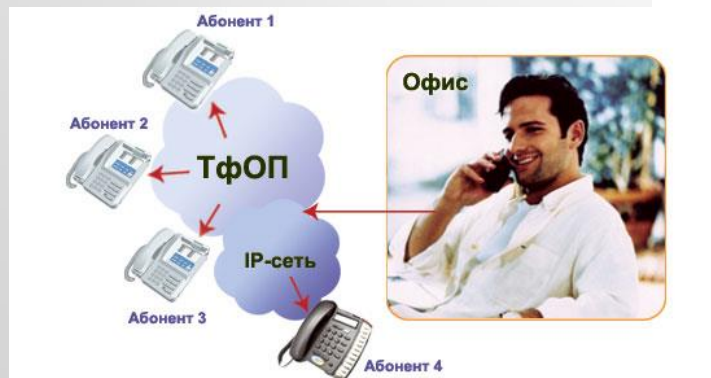 Абонент 1
Офис
Абонент 2
ТфОП
IP-сеть
Абонент 3
Абонент 4